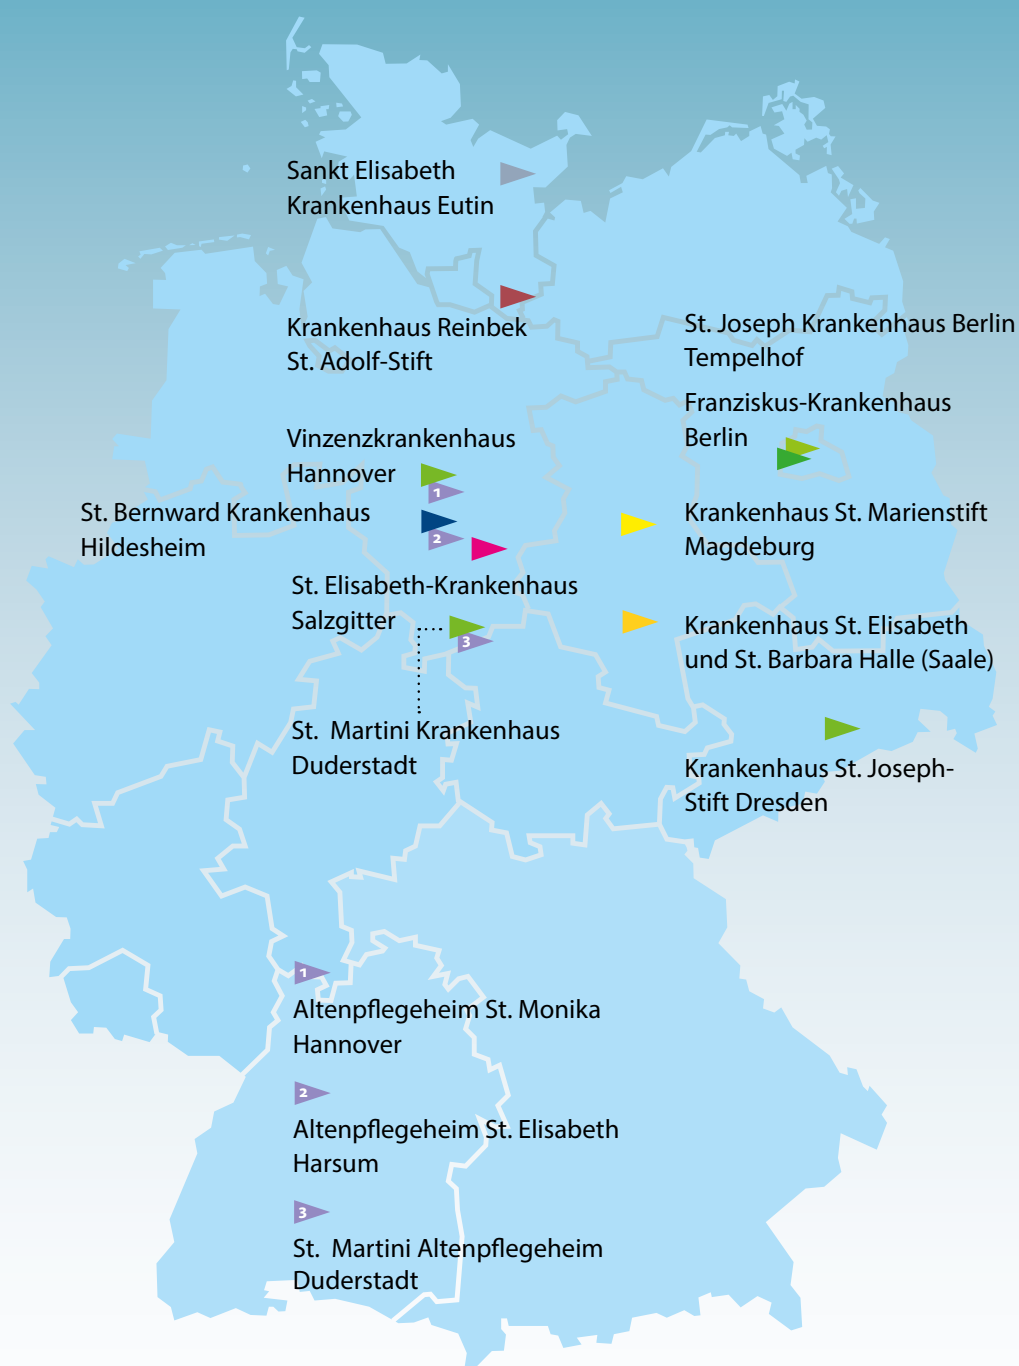 Sankt Elisabeth
Krankenhaus Eutin
Krankenhaus Reinbek
St. Adolf-Stift
St. Joseph Krankenhaus Berlin
Tempelhof
Franziskus-Krankenhaus
Berlin
Vinzenzkrankenhaus
Hannover
1
St. Bernward Krankenhaus
Hildesheim
2
Krankenhaus St. Marienstift
Magdeburg
St. Elisabeth-Krankenhaus
Salzgitter
3
Krankenhaus St. Elisabeth
und St. Barbara Halle (Saale)
St. Martini Krankenhaus
Duderstadt
Krankenhaus St. Joseph-
Stift Dresden
1
Altenpflegeheim St. Monika
Hannover
2
Altenpflegeheim St. Elisabeth
Harsum
3
St. Martini Altenpflegeheim
Duderstadt